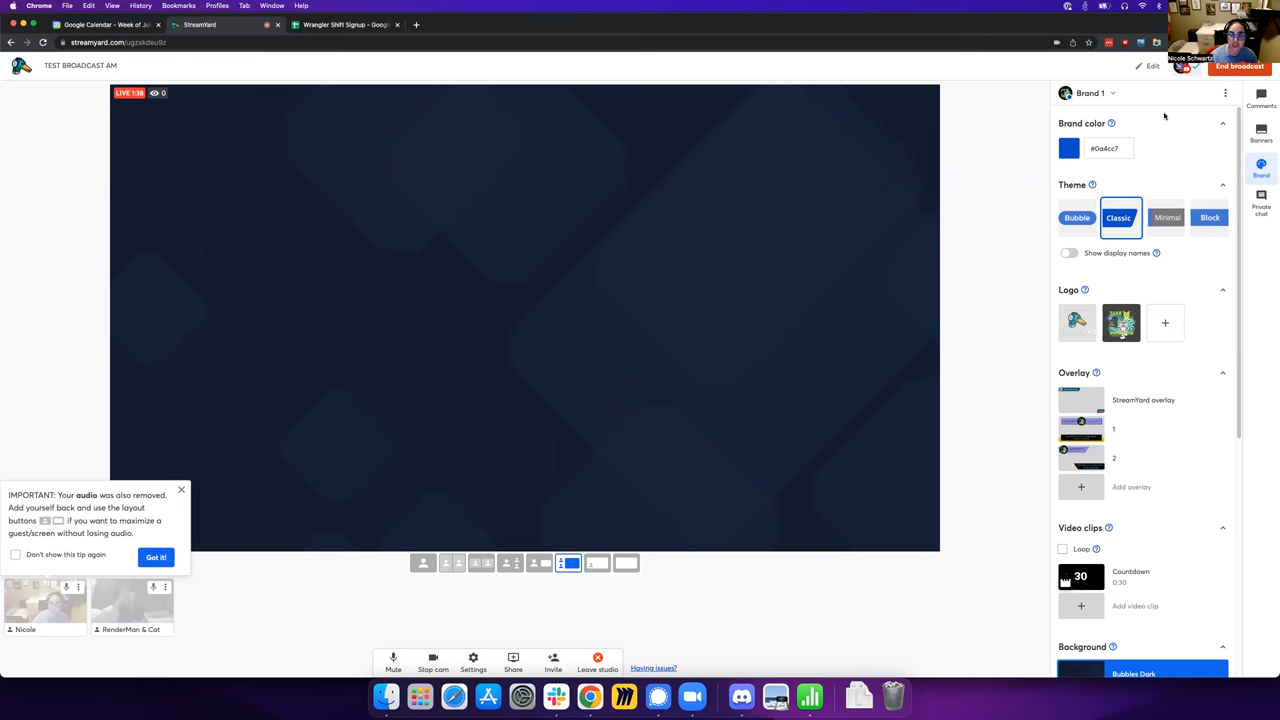 Chrome File Edit View History Bookmarks Profiles Tab Window Help
Google Calendar - Week of Ju
StreamYard
Wrangler Shift Signup - Google
streamyard.com/ugzxkdeu9z
Nicole Schwartz
TEST BROADCAST AM
Edit
End broadcast
LIVE 1:38 0
Brand 1
Comments
Banners
Brand
Private chat
Brand color
#0a4cc7
Theme
Bubble Classic Minimal Block
Show display names
Logo
Overlay
StreamYard overlay
1
2
Add overlay
Video clips
Loop
30
Countdown
0:30
Add video clip
Background
Bubbles Dark
IMPORTANT: Your audio was also removed.
Add yourself back and use the layout
buttons if you want to maximize a
guest/screen without losing audio.
Don't show this tip again
Got it!
Nicole
RenderMan & Cat
Mute Stop cam Settings Share Invite Leave studio
Having issues?